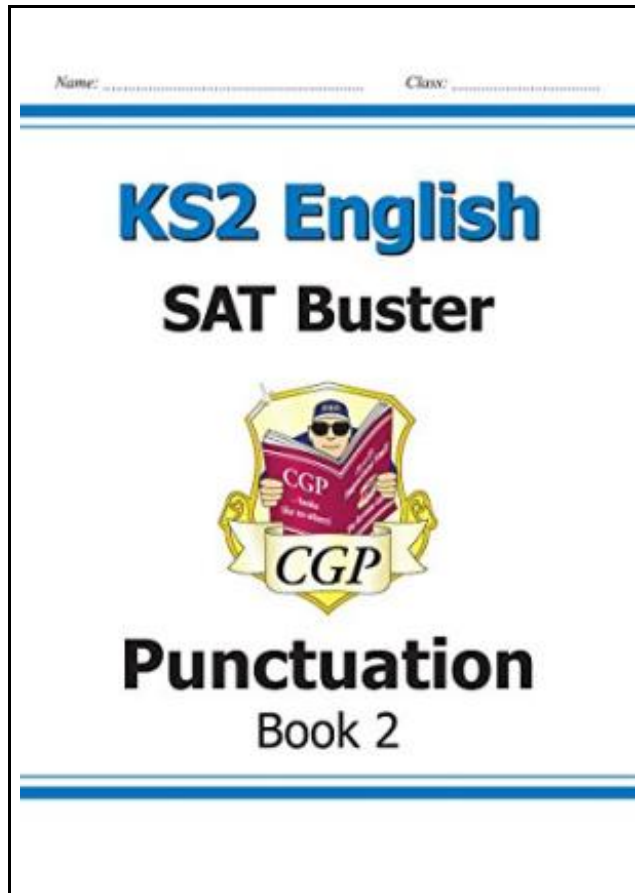 Name: ........................ Class: ........................
KS2 English
SAT Buster
CGP
CGP
Punctuation
Book 2